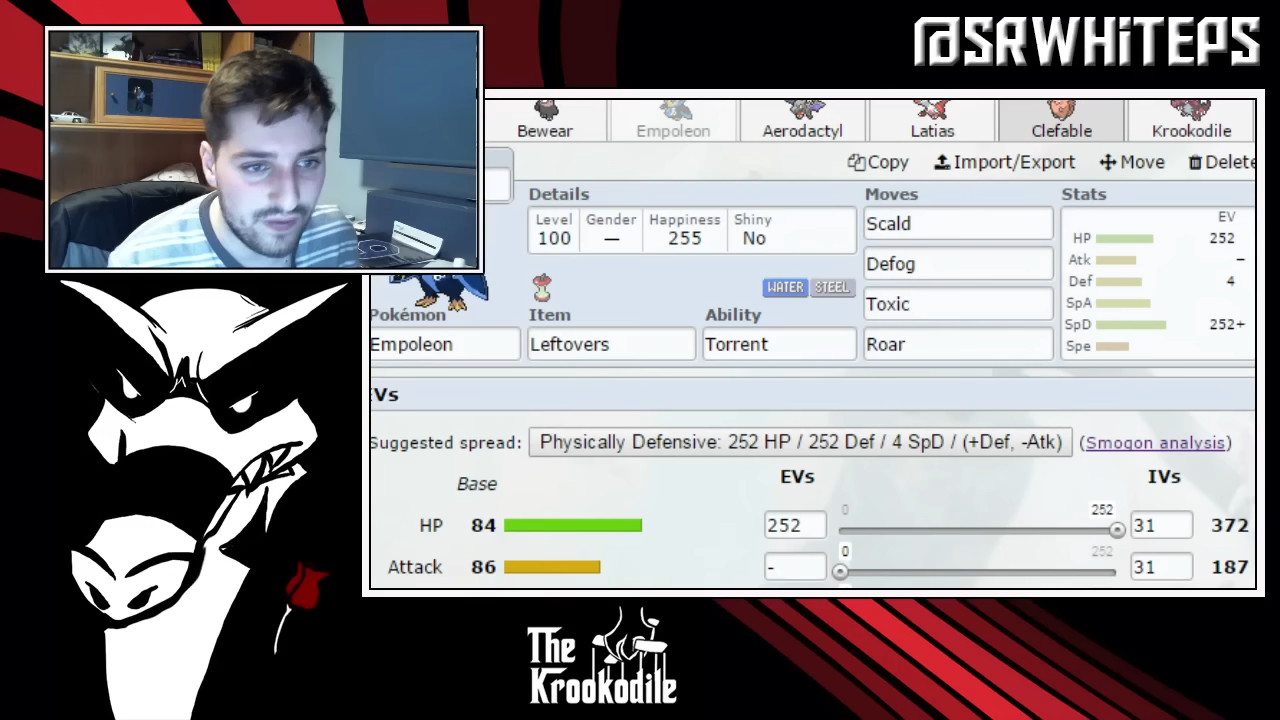 @SRWHiTEPS
Bewear Empoleon Aerodactyl Latias Clefable Krookodile
Copy Import/Export Move Delete
Details Moves Stats
Level Gender Happiness Shiny
100 — 255 No
Scald
EV
HP 252
Atk –
Defog
Def 4
SpA
WATER STEEL
Toxic
SpD 252+
Spe
Pokémon Item Ability
Empoleon Leftovers Torrent Roar
EVs
Suggested spread: Physically Defensive: 252 HP / 252 Def / 4 SpD / (+Def, -Atk) (Smogon analysis)
Base EVs IVs
0 252
HP 84 252 31 372
0 252
Attack 86 - 31 187
The
Krookodile